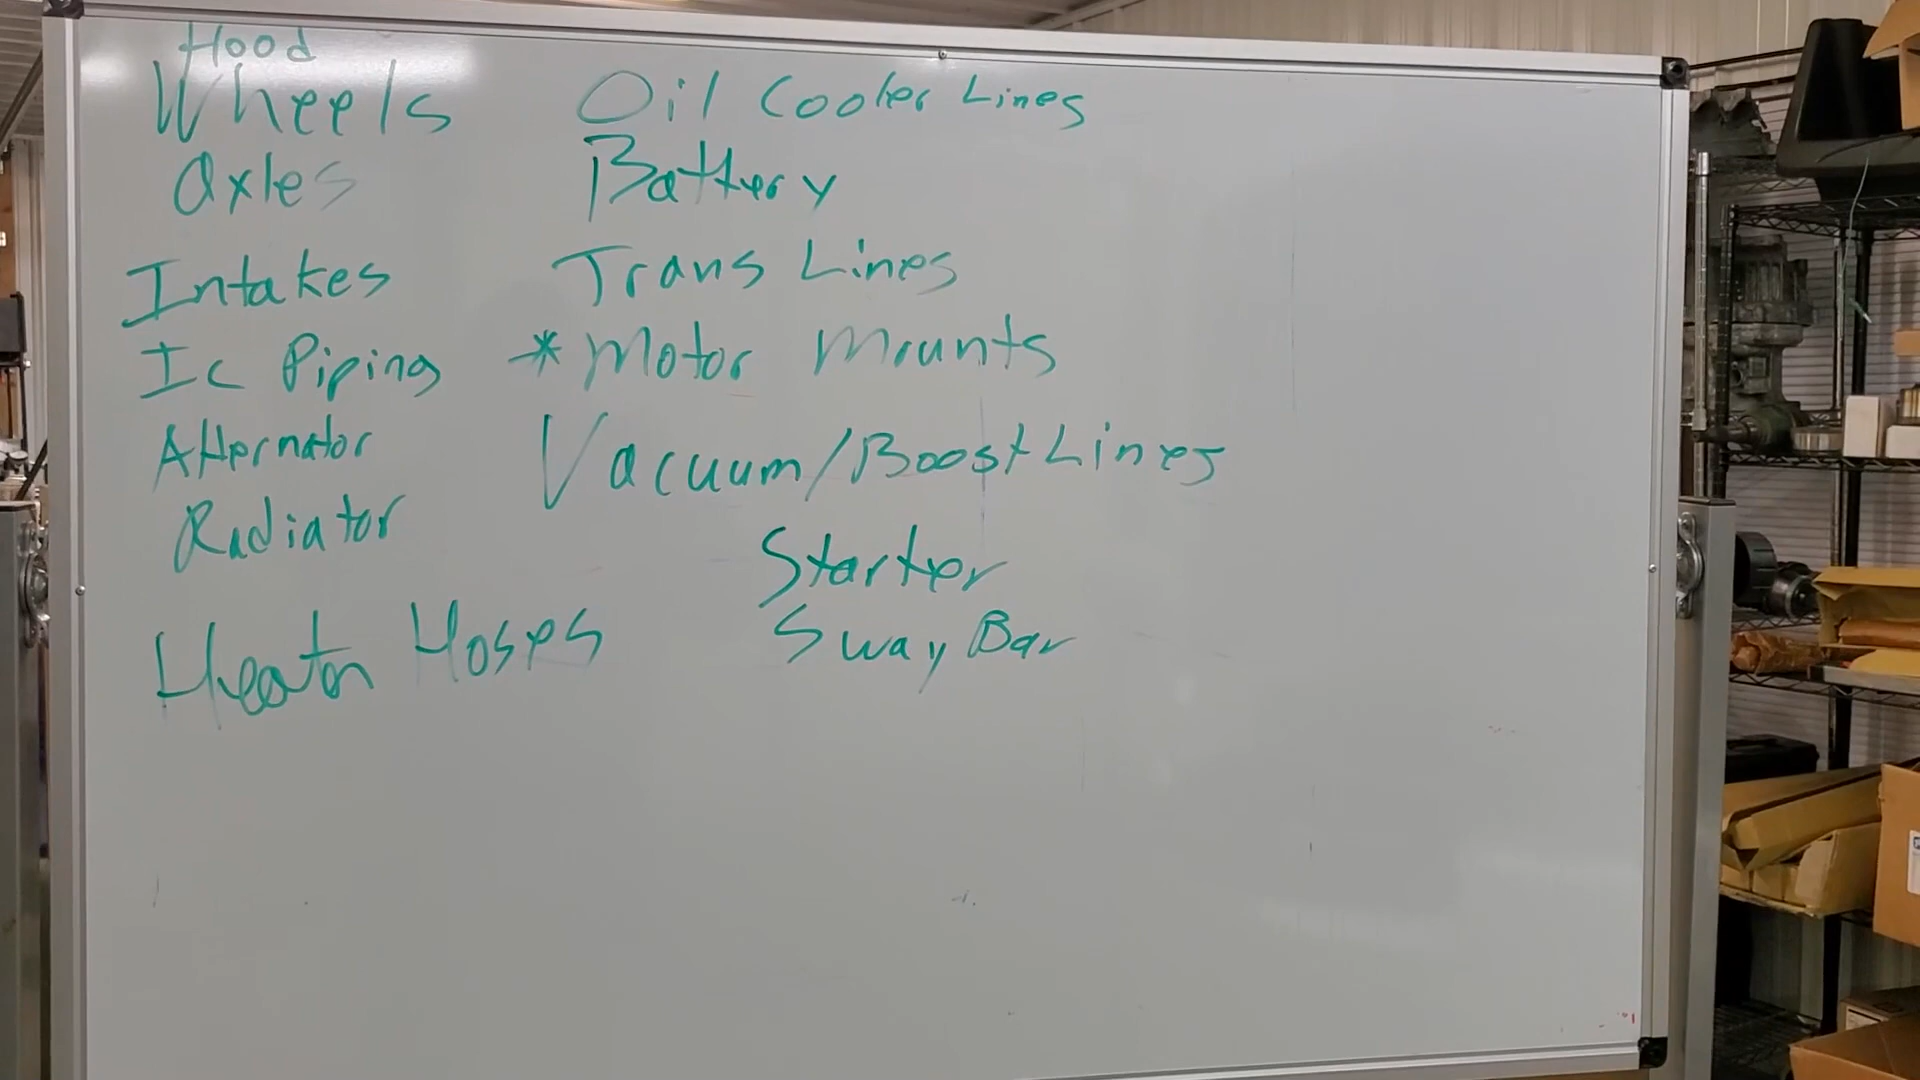 Hood
Wheels
Axles
Intakes
Ic Piping
Alternator
Radiator
Heater Hoses
Oil Cooler Lines
Battery
Trans Lines
* Motor Mounts
Vacuum/Boost Lines
Starter
Sway Bar